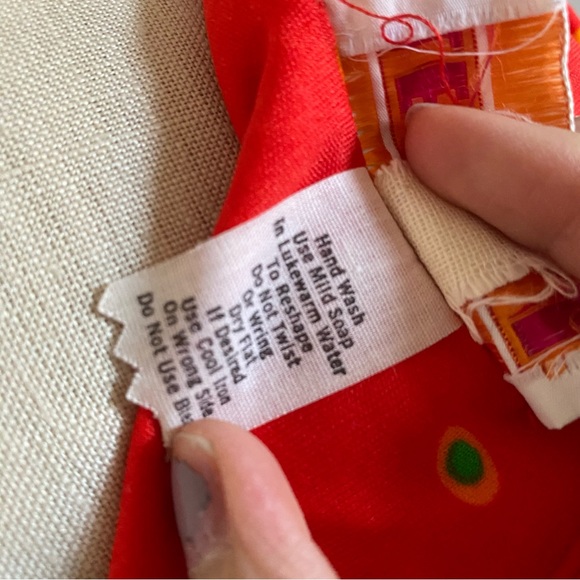 Hand Wash
Use Mild Soap
In Lukewarm Water
To Reshape
Do Not Twist
Or Wring
Dry Flat,
If Desired
Use Cool Iron
On Wrong Side
Do Not Use